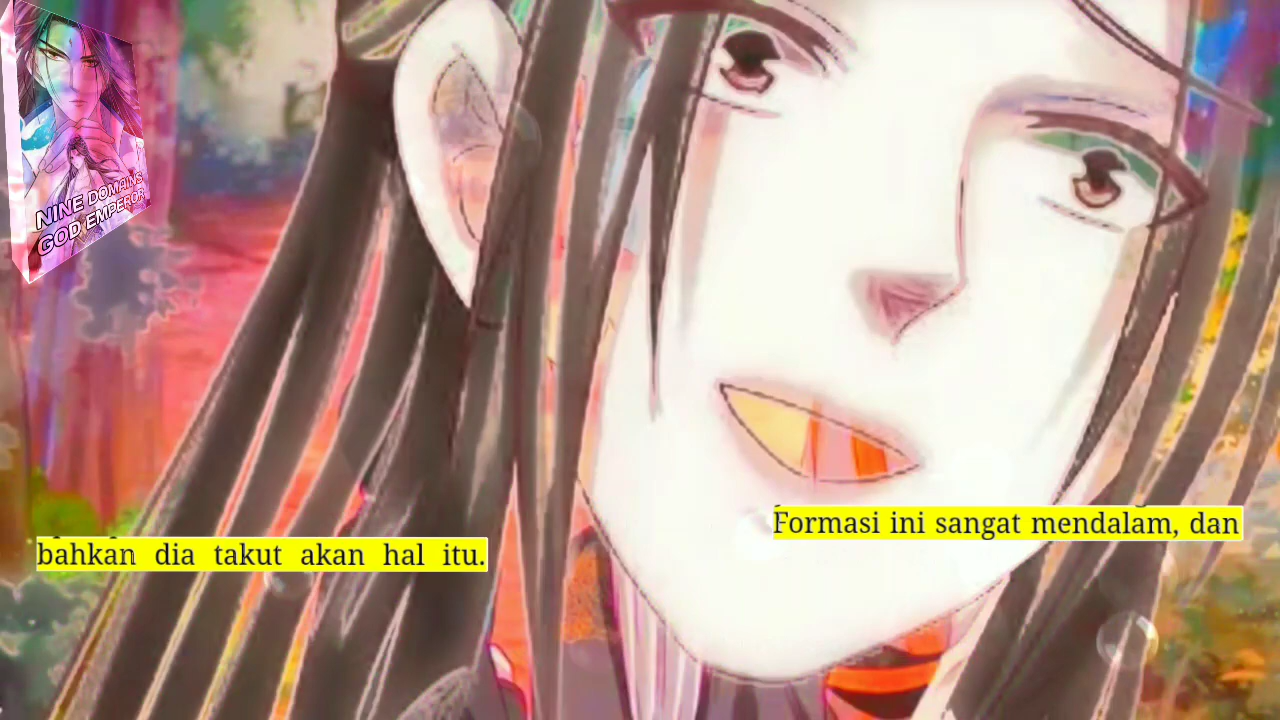 NINE DOMAINS
GOD EMPEROR
Formasi ini sangat mendalam, dan
bahkan dia takut akan hal itu.